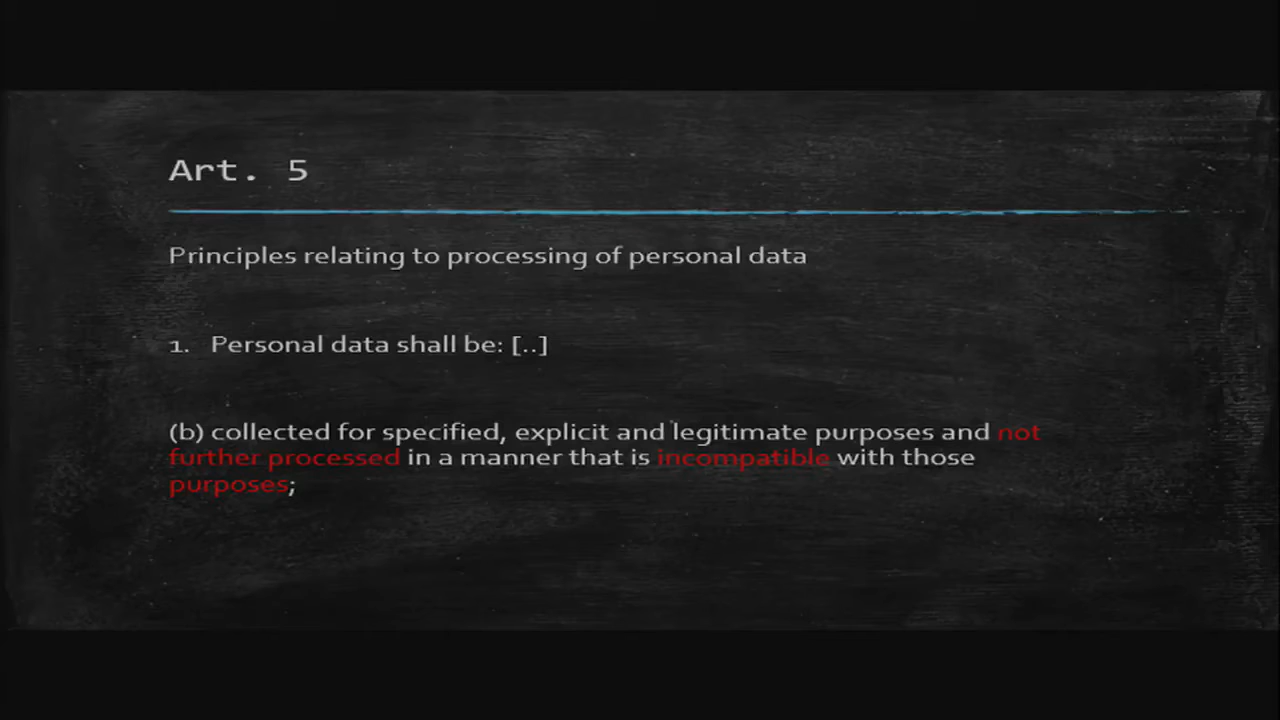 Art. 5
Principles relating to processing of personal data
1. Personal data shall be: [..]
(b) collected for specified, explicit and legitimate purposes and not
further processed in a manner that is incompatible with those
purposes;